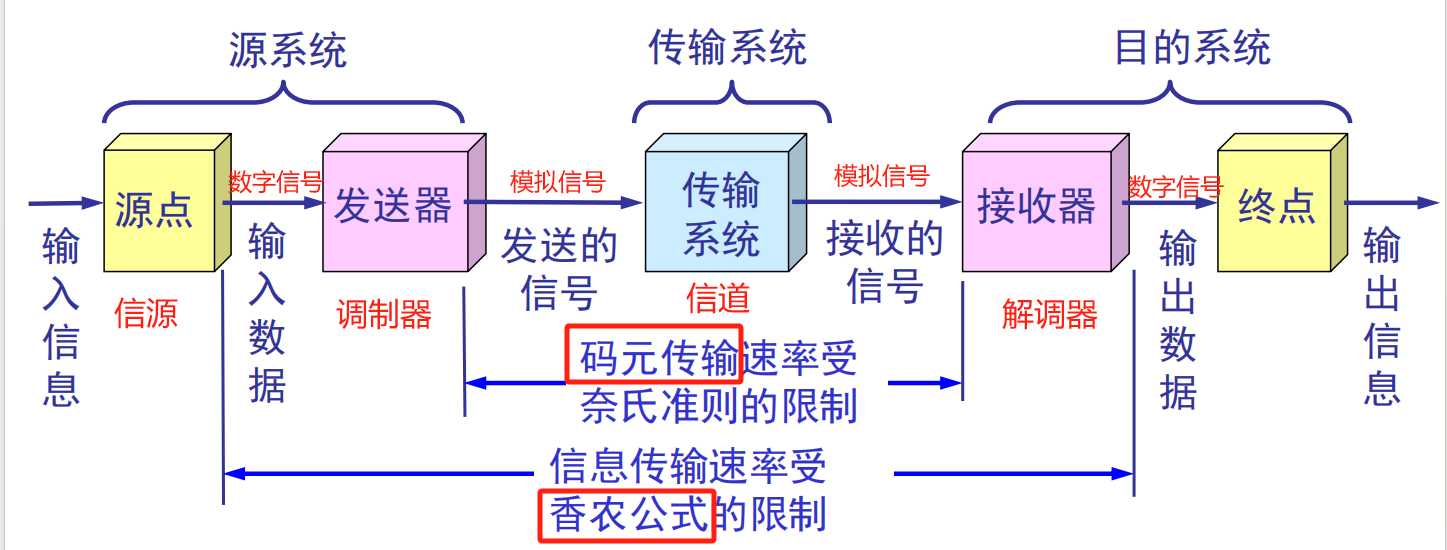 源系统
传输系统
目的系统
源点
数字信号
发送器
模拟信号
传输
系统
模拟信号
接收器
数字信号
终点
输入信息
输入数据
发送的
信号
接收的
信号
输出数据
输出信息
信源
调制器
信道
解调器
码元传输速率受
奈氏准则的限制
信息传输速率受
香农公式的限制